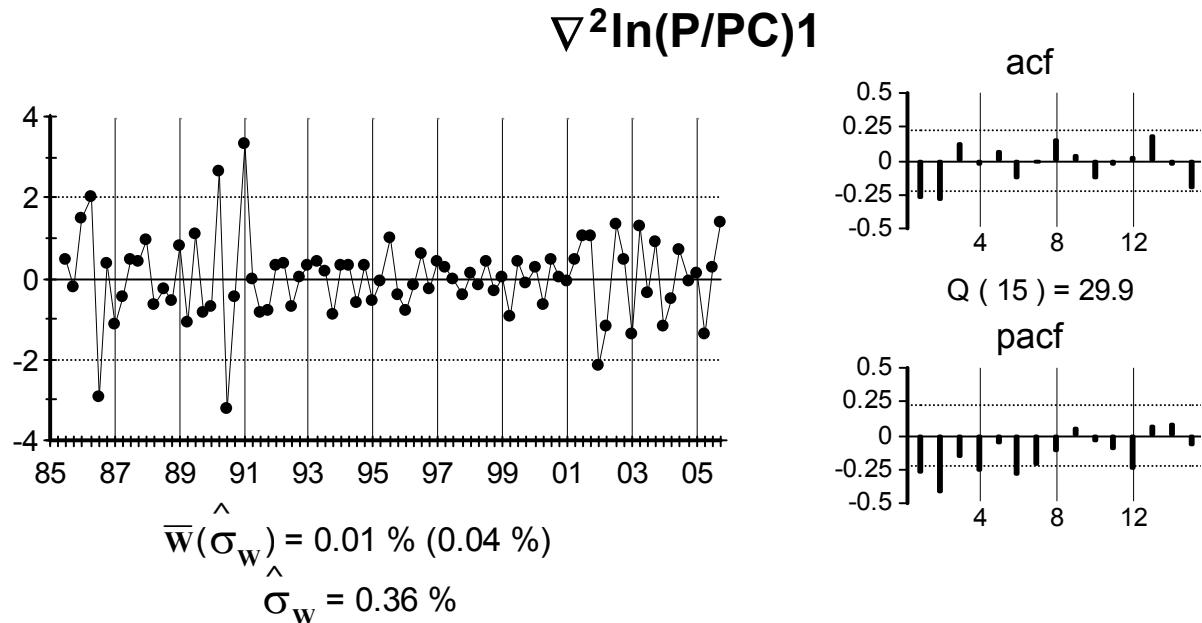 ∇²ln(P/PC)1
4
2
0
-2
-4
85 87 89 91 93 95 97 99 01 03 05
w̅(σ̂w) = 0.01 % (0.04 %)
σ̂w = 0.36 %
acf
0.5
0.25
0
-0.25
-0.5
4 8 12
Q ( 15 ) = 29.9
pacf
0.5
0.25
0
-0.25
-0.5
4 8 12